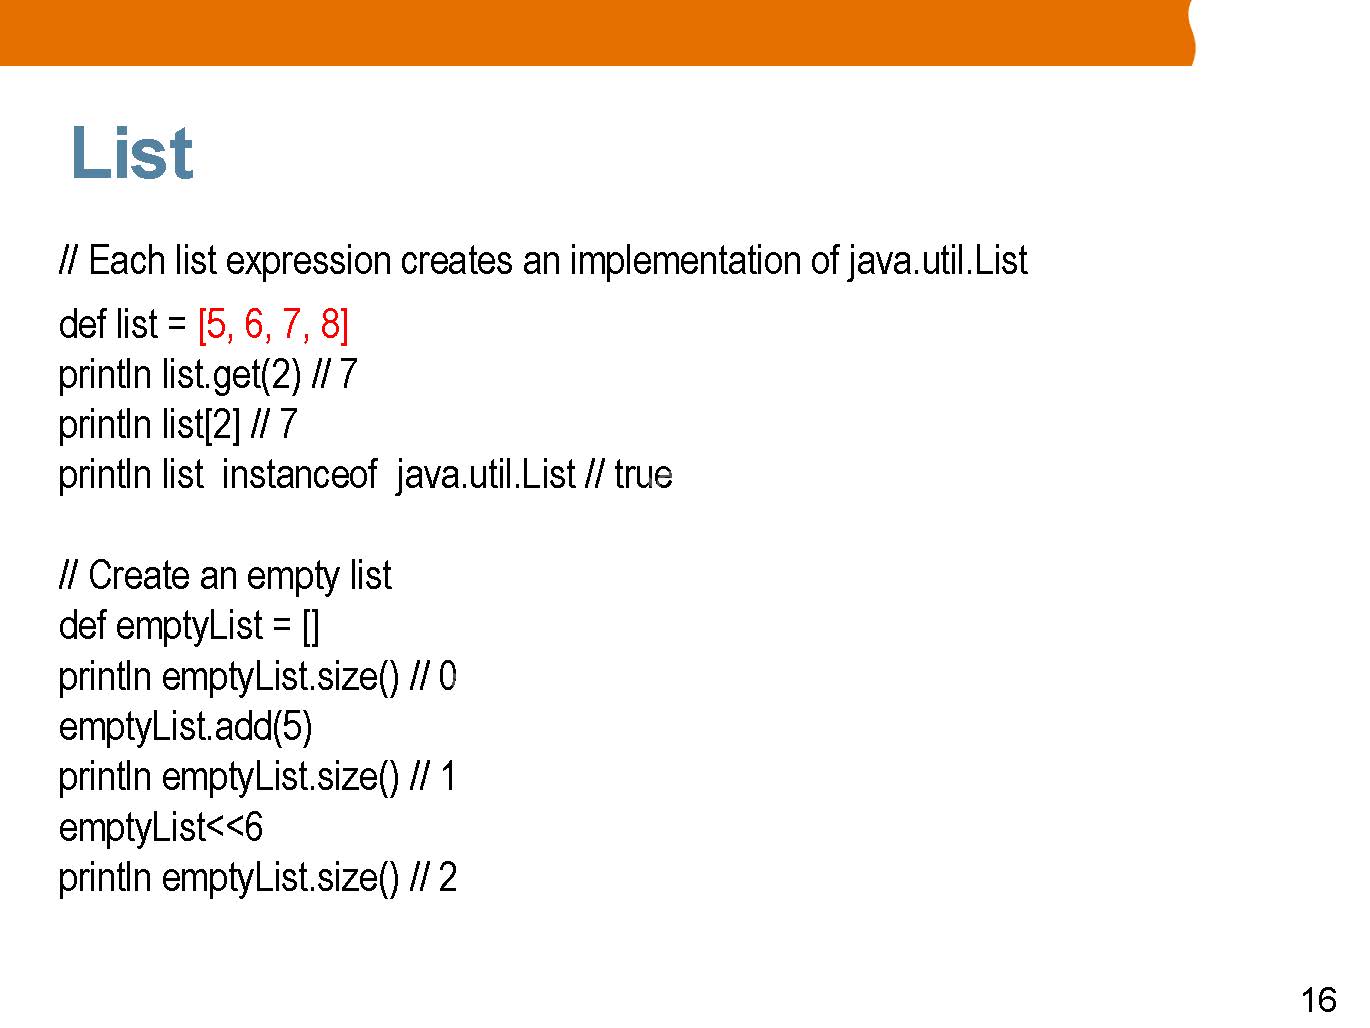 List
// Each list expression creates an implementation of java.util.List
def list = [5, 6, 7, 8]
println list.get(2) // 7
println list[2] // 7
println list  instanceof  java.util.List // true
// Create an empty list
def emptyList = []
println emptyList.size() // 0
emptyList.add(5)
println emptyList.size() // 1
emptyList<<6
println emptyList.size() // 2
16